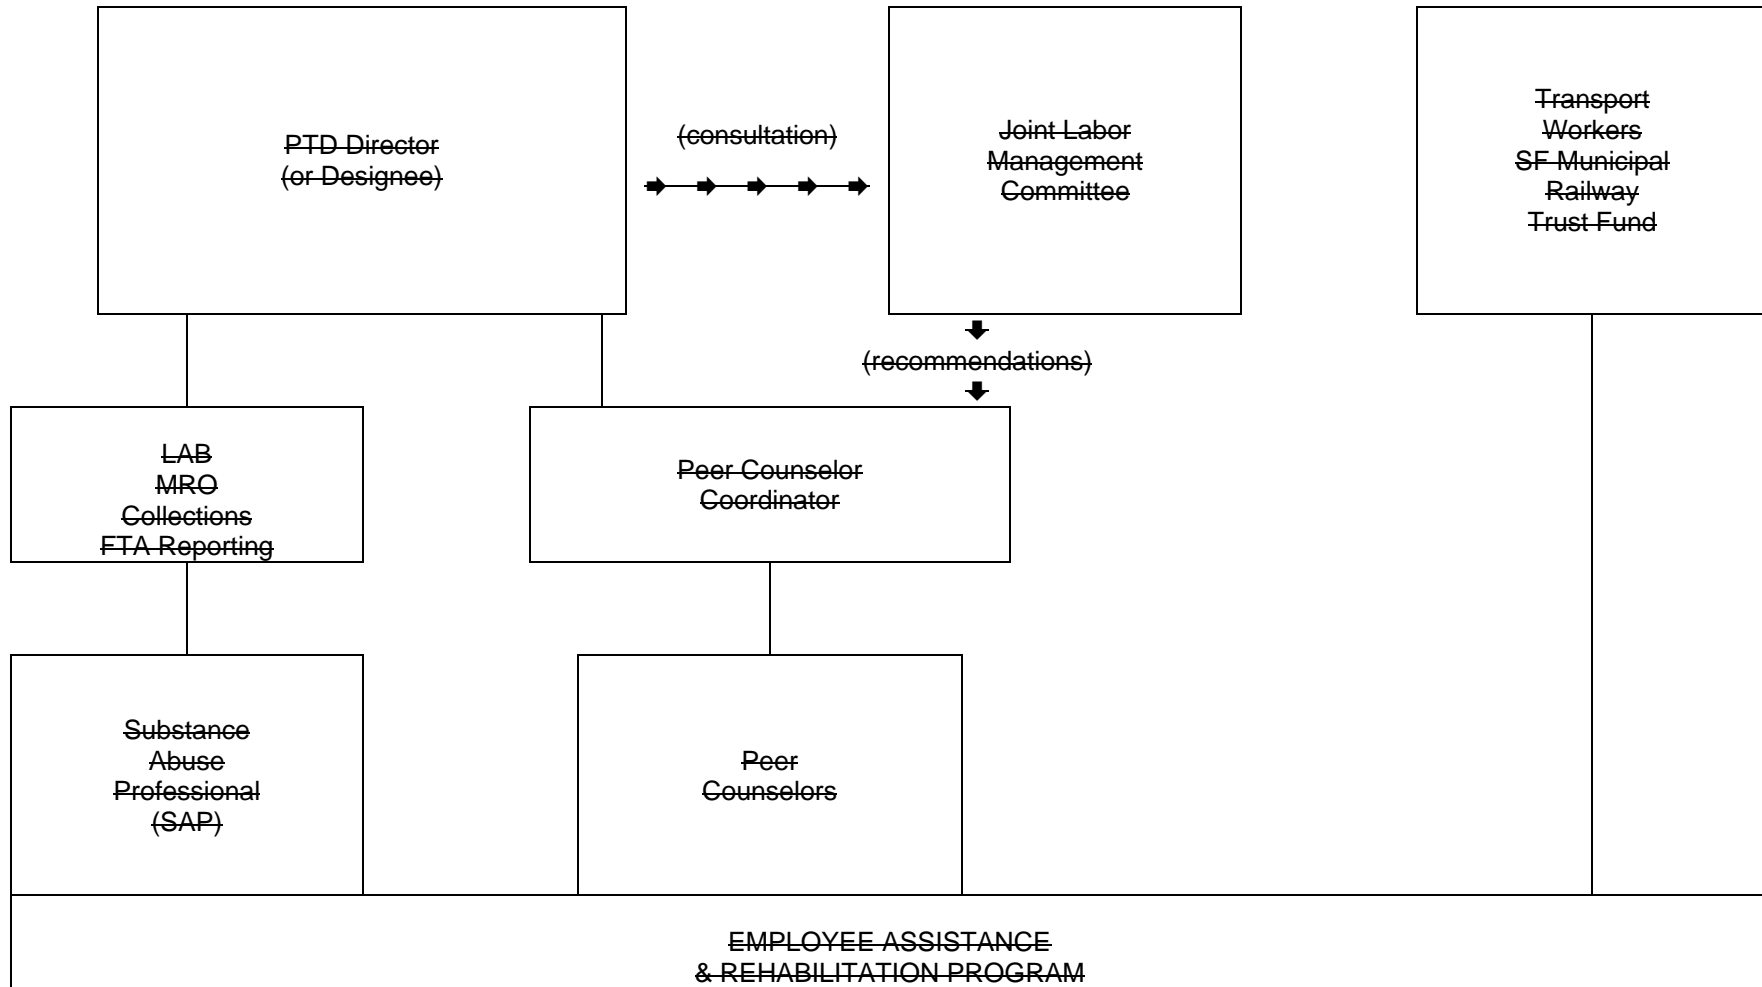 PTD Director
(or Designee)
(consultation)
Joint Labor
Management
Committee
Transport
Workers
SF Municipal
Railway
Trust Fund
(recommendations)
LAB
MRO
Collections
FTA Reporting
Peer Counselor
Coordinator
Substance
Abuse
Professional
(SAP)
Peer
Counselors
EMPLOYEE ASSISTANCE
& REHABILITATION PROGRAM